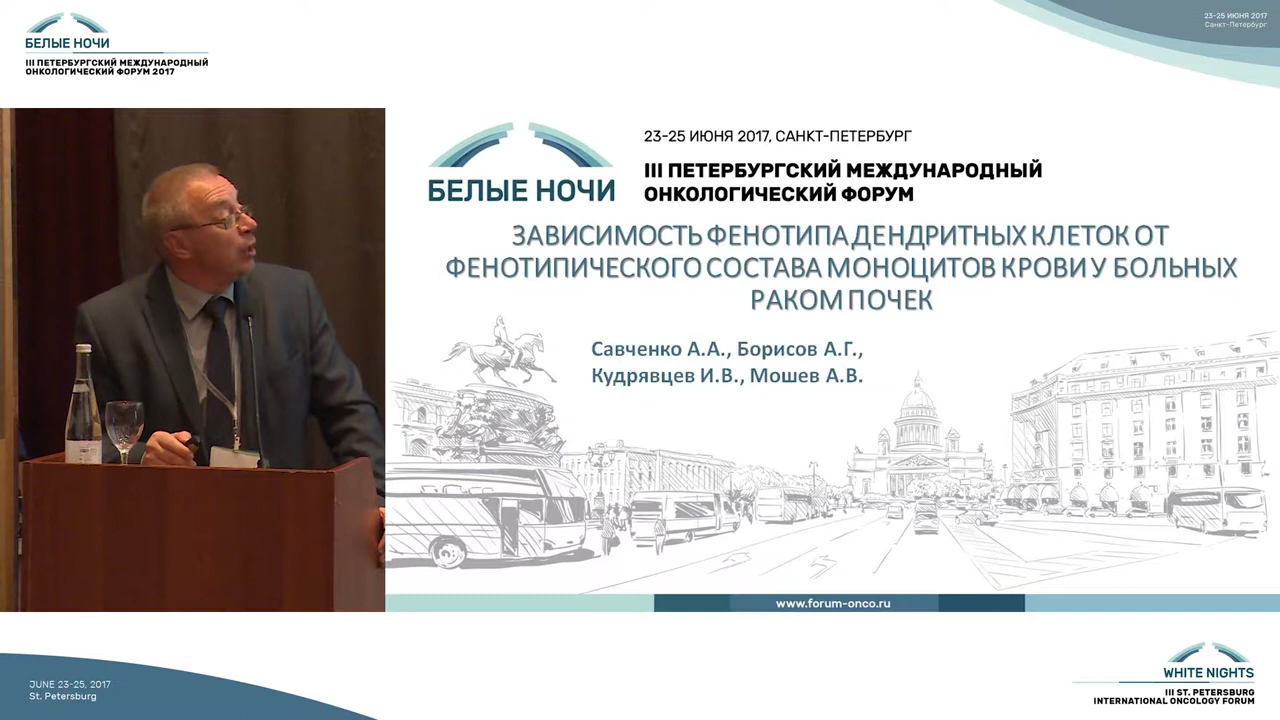 БЕЛЫЕ НОЧИ
III ПЕТЕРБУРГСКИЙ МЕЖДУНАРОДНЫЙ
ОНКОЛОГИЧЕСКИЙ ФОРУМ 2017
23-25 ИЮНЯ 2017
Санкт-Петербург
БЕЛЫЕ НОЧИ
23-25 ИЮНЯ 2017, САНКТ-ПЕТЕРБУРГ
III ПЕТЕРБУРГСКИЙ МЕЖДУНАРОДНЫЙ
ОНКОЛОГИЧЕСКИЙ ФОРУМ
ЗАВИСИМОСТЬ ФЕНОТИПА ДЕНДРИТНЫХ КЛЕТОК ОТ
ФЕНОТИПИЧЕСКОГО СОСТАВА МОНОЦИТОВ КРОВИ У БОЛЬНЫХ
РАКОМ ПОЧЕК
Савченко А.А., Борисов А.Г.,
Кудрявцев И.В., Мошев А.В.
www.forum-onco.ru
JUNE 23-25, 2017
St. Petersburg
WHITE NIGHTS
III ST. PETERSBURG
INTERNATIONAL ONCOLOGY FORUM